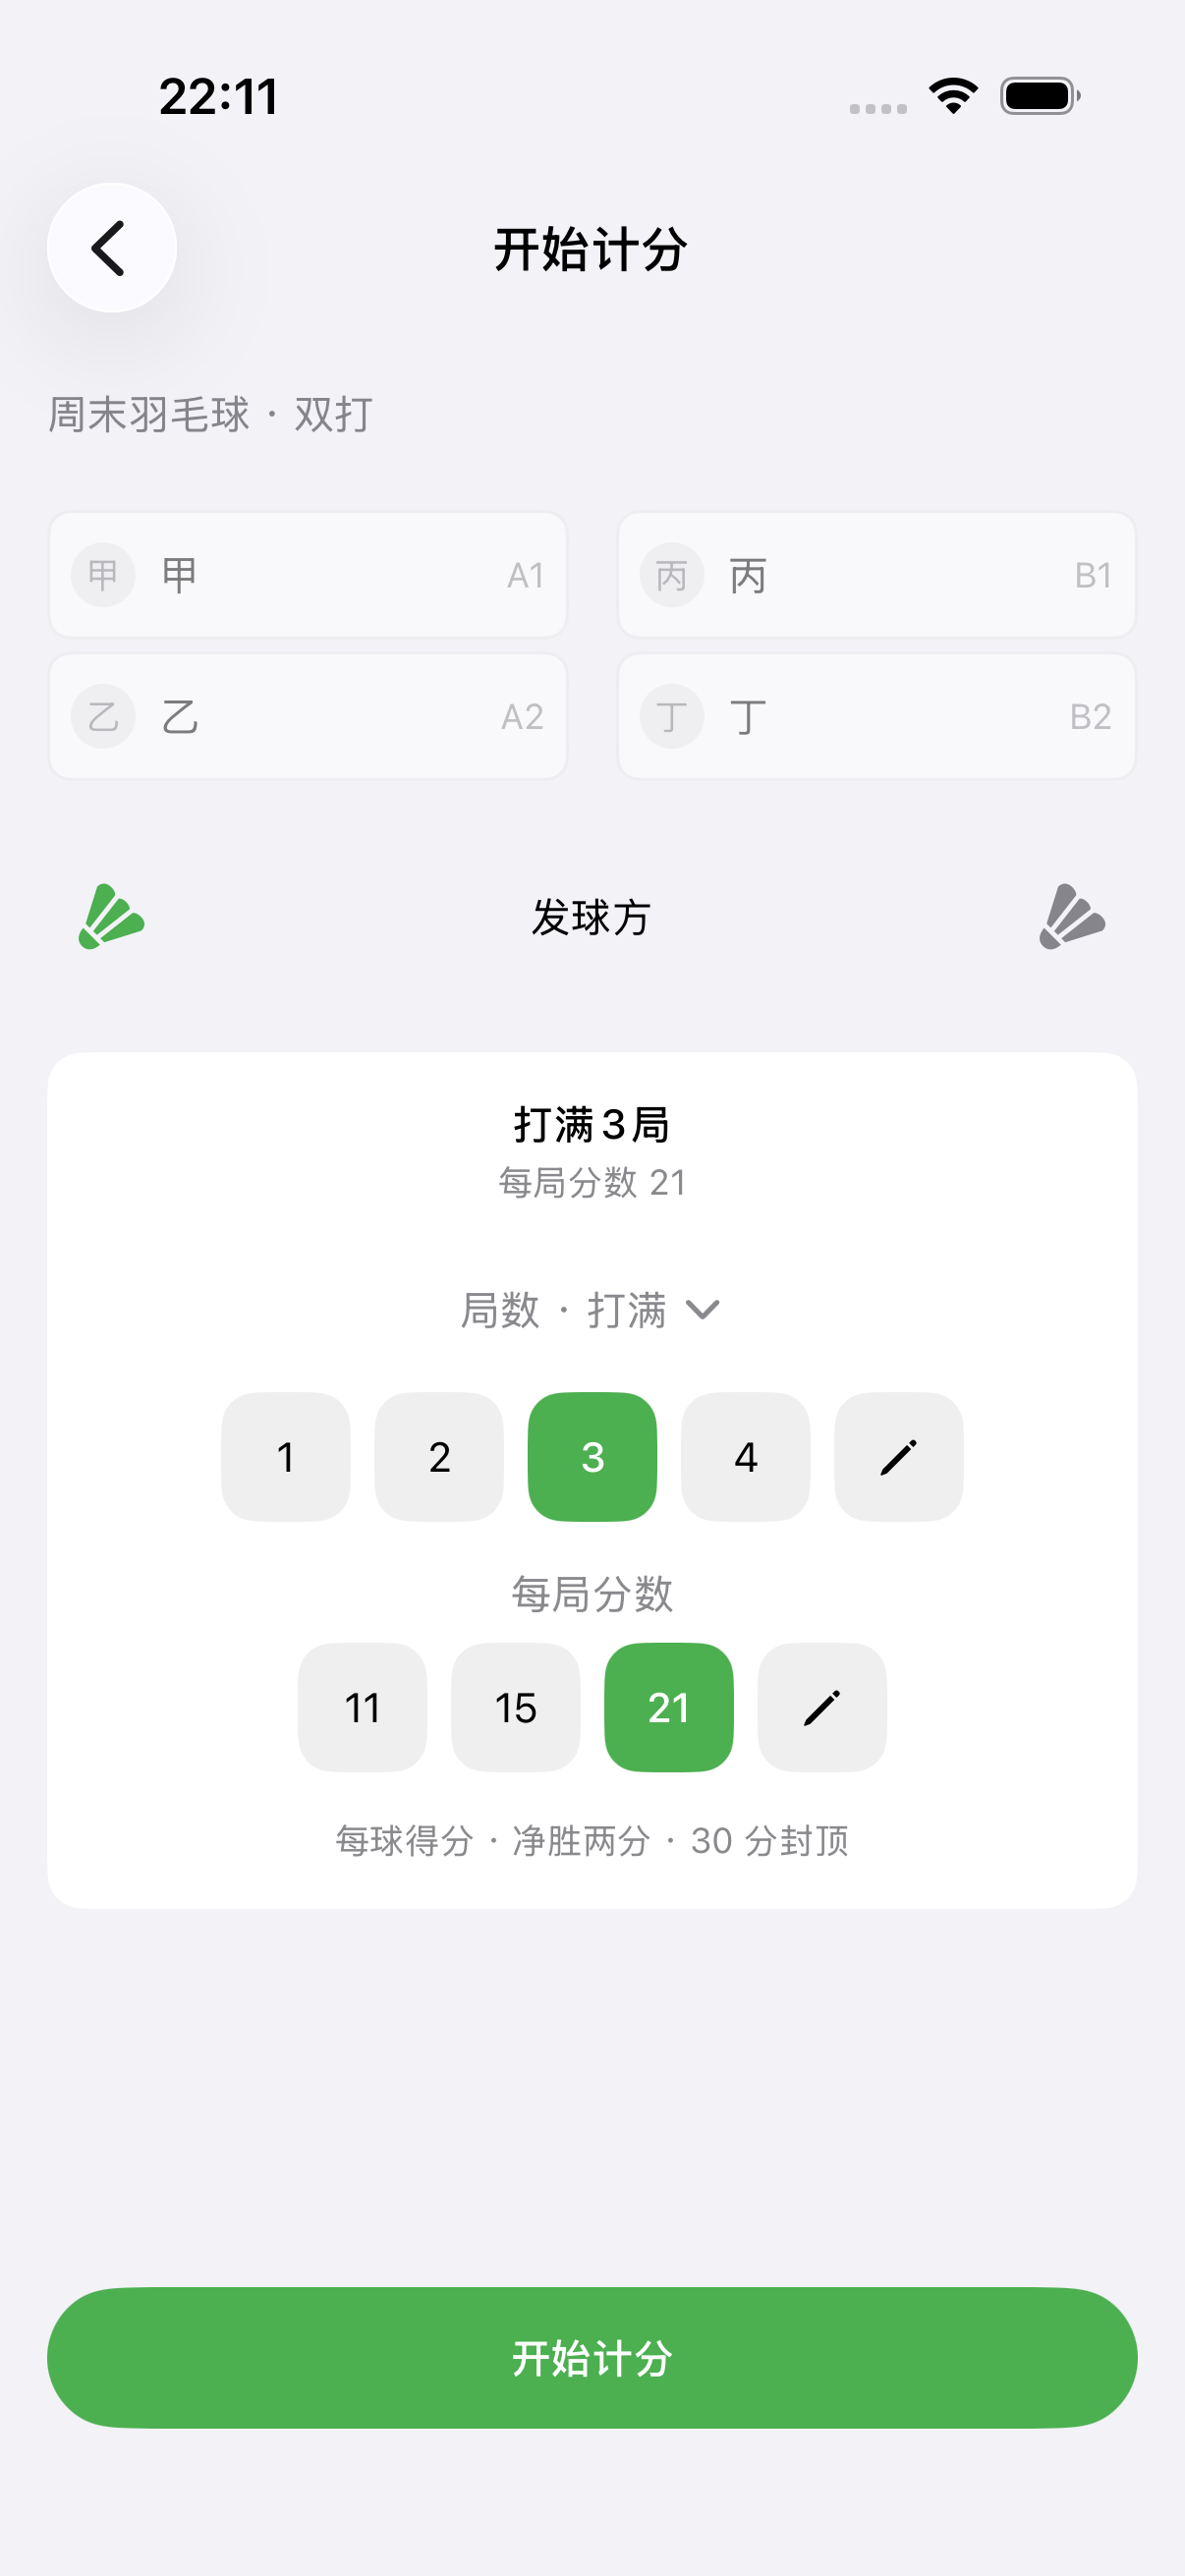 22:11
开始计分
周末羽毛球 · 双打
甲 甲 A1
丙 丙 B1
乙 乙 A2
丁 丁 B2
发球方
打满 3 局
每局分数 21
局数 · 打满
1 2 3 4
每局分数
11 15 21
每球得分 · 净胜两分 · 30 分封顶
开始计分